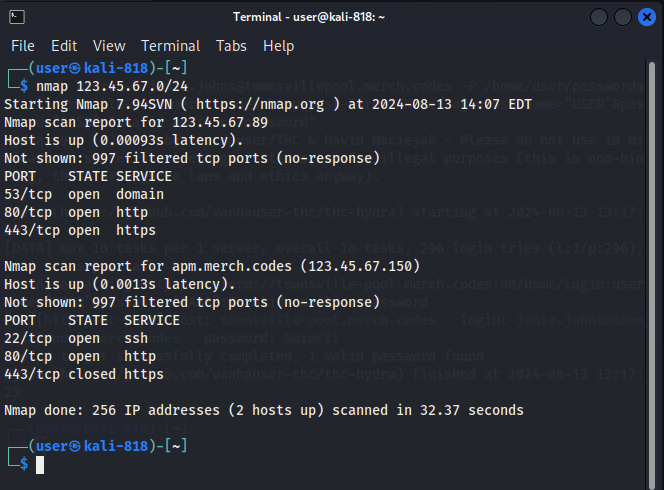 Terminal - user@kali-818: ~
File Edit View Terminal Tabs Help
(user㉿kali-818)-[~]
$ nmap 123.45.67.0/24
Starting Nmap 7.94SVN ( https://nmap.org ) at 2024-08-13 14:07 EDT
Nmap scan report for 123.45.67.89
Host is up (0.00093s latency).
Not shown: 997 filtered tcp ports (no-response)
PORT STATE SERVICE
53/tcp open domain
80/tcp open http
443/tcp open https
Nmap scan report for apm.merch.codes (123.45.67.150)
Host is up (0.0013s latency).
Not shown: 997 filtered tcp ports (no-response)
PORT STATE SERVICE
22/tcp open ssh
80/tcp open http
443/tcp closed https
Nmap done: 256 IP addresses (2 hosts up) scanned in 32.37 seconds
(user㉿kali-818)-[~]
$